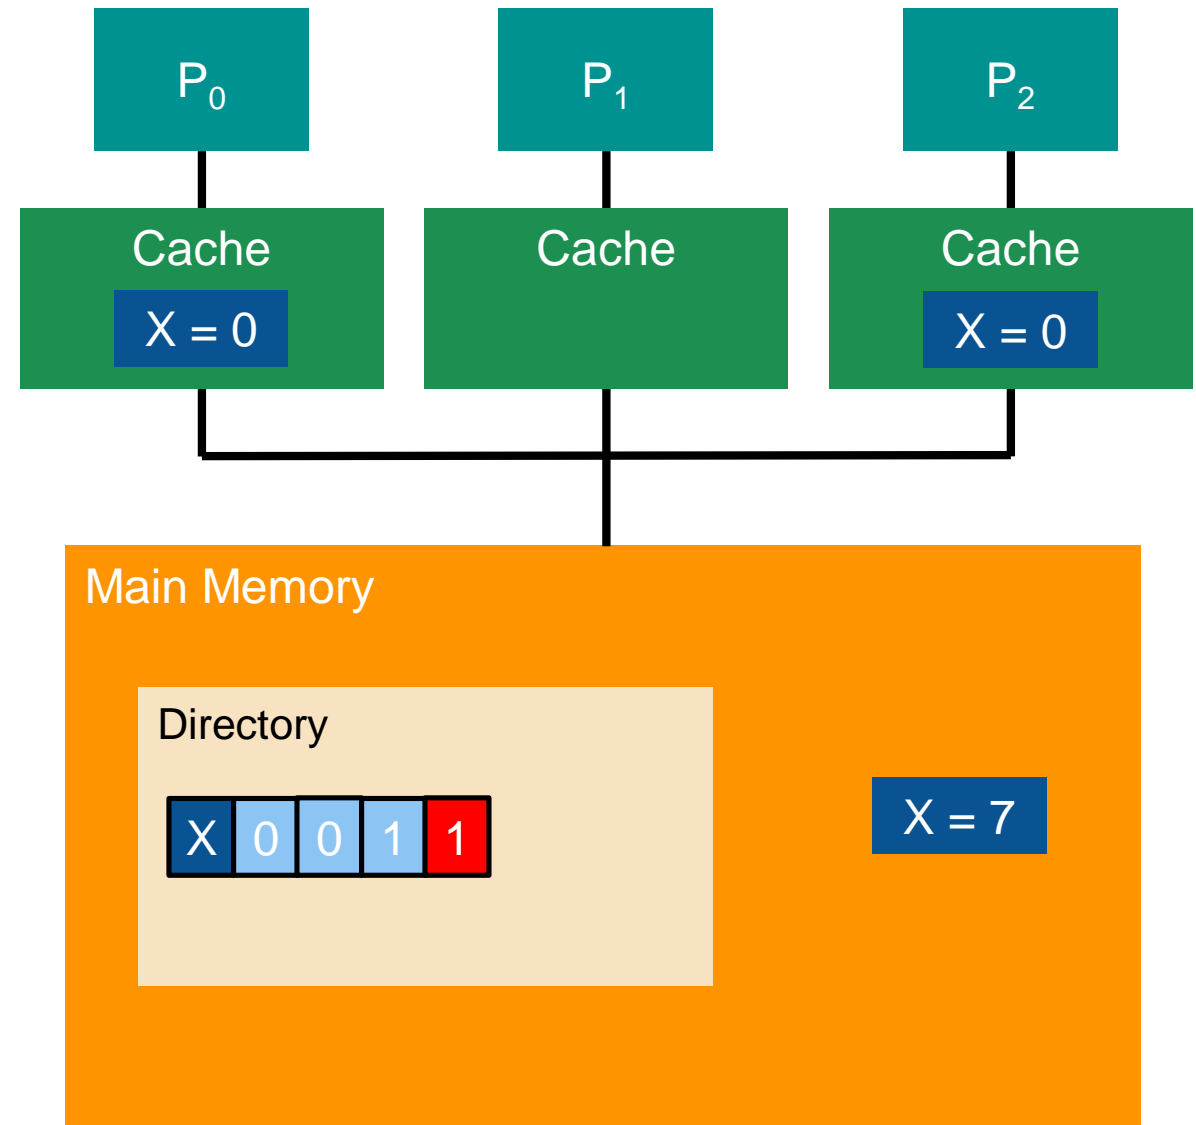 P0 P1 P2
Cache Cache Cache
X = 0 X = 0
Main Memory
Directory
X 0 0 1 1
X = 7